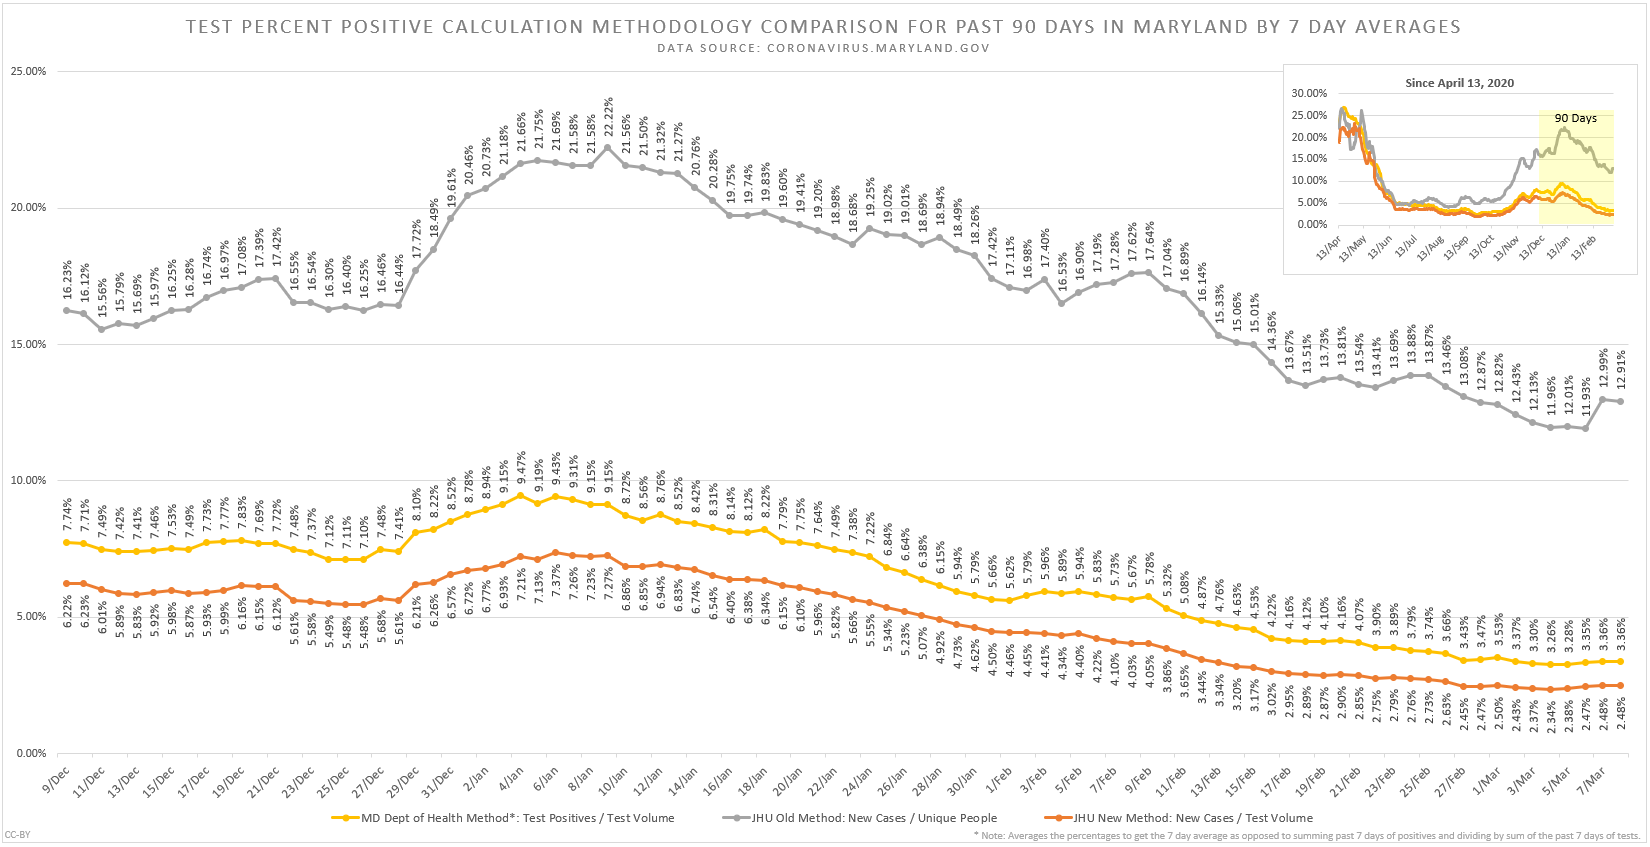 TEST PERCENT POSITIVE CALCULATION METHODOLOGY COMPARISON FOR PAST 90 DAYS IN MARYLAND BY 7 DAY AVERAGES
DATA SOURCE: CORONAVIRUS.MARYLAND.GOV
25.00%
20.00%
15.00%
10.00%
5.00%
0.00%
16.23% 16.12% 15.56% 15.79% 15.69% 15.97% 16.25% 16.28% 16.74% 16.97% 17.08% 17.39% 17.42% 16.55% 16.54% 16.30% 16.40% 16.25% 16.46% 16.44% 17.72% 18.49% 19.61% 20.46% 20.73% 21.18% 21.66% 21.75% 21.69% 21.58% 21.58% 22.22% 21.56% 21.50% 21.32% 21.27% 20.76% 20.28% 19.75% 19.74% 19.83% 19.60% 19.41% 19.20% 18.98% 18.68% 19.25% 19.02% 19.01% 18.69% 18.94% 18.49% 18.26% 17.42% 17.11% 16.98% 17.40% 16.53% 16.90% 17.19% 17.28% 17.62% 17.64% 17.04% 16.89% 16.14% 15.33% 15.06% 15.01% 14.36% 13.67% 13.51% 13.73% 13.81% 13.54% 13.41% 13.69% 13.88% 13.87% 13.46% 13.08% 12.87% 12.82% 12.43% 12.13% 11.96% 12.01% 11.93% 12.99% 12.91%
7.74% 7.71% 7.49% 7.42% 7.41% 7.46% 7.53% 7.49% 7.73% 7.77% 7.83% 7.69% 7.72% 7.48% 7.37% 7.12% 7.11% 7.10% 7.48% 7.41% 8.10% 8.22% 8.52% 8.78% 8.94% 9.15% 9.47% 9.19% 9.43% 9.31% 9.15% 9.15% 8.72% 8.56% 8.76% 8.52% 8.42% 8.31% 8.14% 8.12% 8.22% 7.79% 7.75% 7.64% 7.49% 7.38% 7.22% 6.84% 6.64% 6.38% 6.15% 5.94% 5.79% 5.66% 5.62% 5.79% 5.96% 5.89% 5.94% 5.83% 5.73% 5.67% 5.78% 5.32% 5.08% 4.87% 4.76% 4.63% 4.53% 4.22% 4.16% 4.12% 4.10% 4.16% 4.07% 3.90% 3.89% 3.79% 3.74% 3.66% 3.43% 3.47% 3.53% 3.37% 3.30% 3.26% 3.28% 3.35% 3.36% 3.36%
6.22% 6.23% 6.01% 5.89% 5.83% 5.92% 5.98% 5.87% 5.93% 5.99% 6.16% 6.15% 6.12% 5.61% 5.58% 5.49% 5.48% 5.48% 5.68% 5.61% 6.21% 6.26% 6.57% 6.72% 6.77% 6.93% 7.21% 7.13% 7.37% 7.26% 7.23% 7.27% 6.86% 6.85% 6.94% 6.83% 6.74% 6.54% 6.40% 6.38% 6.34% 6.15% 6.10% 5.96% 5.82% 5.66% 5.55% 5.34% 5.23% 5.07% 4.92% 4.73% 4.62% 4.50% 4.46% 4.45% 4.41% 4.34% 4.40% 4.22% 4.10% 4.03% 4.05% 3.86% 3.65% 3.44% 3.34% 3.20% 3.17% 3.02% 2.95% 2.89% 2.87% 2.90% 2.85% 2.75% 2.79% 2.76% 2.73% 2.63% 2.45% 2.47% 2.50% 2.43% 2.37% 2.34% 2.38% 2.47% 2.48% 2.48%
9/Dec 11/Dec 13/Dec 15/Dec 17/Dec 19/Dec 21/Dec 23/Dec 25/Dec 27/Dec 29/Dec 31/Dec 2/Jan 4/Jan 6/Jan 8/Jan 10/Jan 12/Jan 14/Jan 16/Jan 18/Jan 20/Jan 22/Jan 24/Jan 26/Jan 28/Jan 30/Jan 1/Feb 3/Feb 5/Feb 7/Feb 9/Feb 11/Feb 13/Feb 15/Feb 17/Feb 19/Feb 21/Feb 23/Feb 25/Feb 27/Feb 1/Mar 3/Mar 5/Mar 7/Mar
Since April 13, 2020
30.00%
25.00%
20.00%
15.00%
10.00%
5.00%
0.00%
90 Days
13/Apr 13/May 13/Jun 13/Jul 13/Aug 13/Sep 13/Oct 13/Nov 13/Dec 13/Jan 13/Feb
MD Dept of Health Method*: Test Positives / Test Volume
JHU Old Method: New Cases / Unique People
JHU New Method: New Cases / Test Volume
CC-BY
* Note: Averages the percentages to get the 7 day average as opposed to summing past 7 days of positives and dividing by sum of the past 7 days of tests.